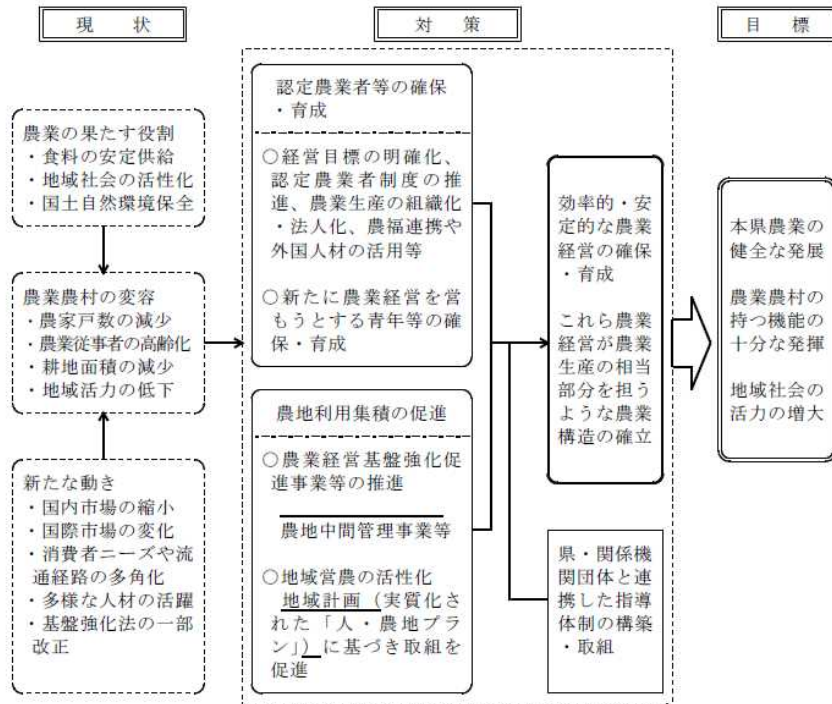 現状
対策
目標
農業の果たす役割
・食料の安定供給
・地域社会の活性化
・国土自然環境保全
農業農村の変容
・農家戸数の減少
・農業従事者の高齢化
・耕地面積の減少
・地域活力の低下
新たな動き
・国内市場の縮小
・国際市場の変化
・消費者ニーズや流
通経路の多角化
・多様な人材の活躍
・基盤強化法の一部
改正
認定農業者等の確保
・育成
○経営目標の明確化、
認定農業者制度の推
進、農業生産の組織化
・法人化、農福連携や
外国人材の活用等
○新たに農業経営を営
もうとする青年等の確
保・育成
農地利用集積の促進
○農業経営基盤強化促
進事業等の推進
農地中間管理事業等
○地域営農の活性化
地域計画（実質化さ
れた「人・農地プラ
ン」）に基づき取組を
促進
効率的・安
定的な農業
経営の確保
・育成
これら農業
経営が農業
生産の相当
部分を担う
ような農業
構造の確立
県・関係機
関団体と連
携した指導
体制の構築
・取組
本県農業の
健全な発展
農業農村の
持つ機能の
十分な発揮
地域社会の
活力の増大